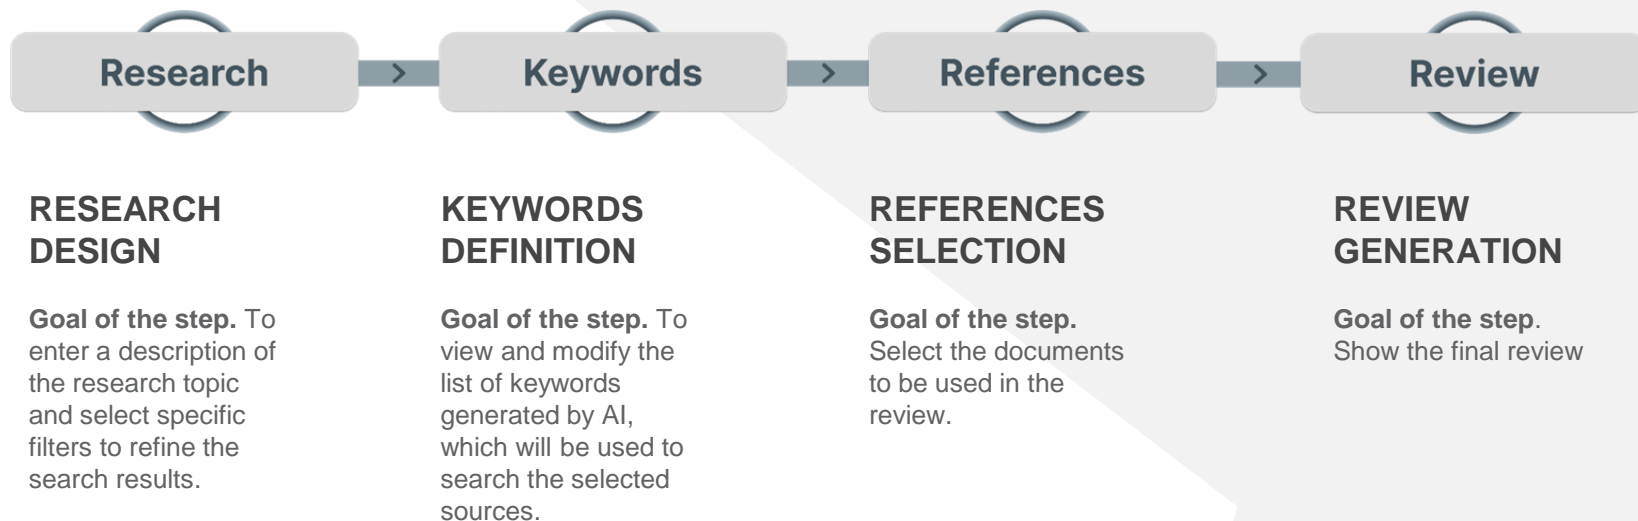 Research
Keywords
References
Review
RESEARCH
DESIGN
Goal of the step. To
enter a description of
the research topic
and select specific
filters to refine the
search results.
KEYWORDS
DEFINITION
Goal of the step. To
view and modify the
list of keywords
generated by AI,
which will be used to
search the selected
sources.
REFERENCES
SELECTION
Goal of the step.
Select the documents
to be used in the
review.
REVIEW
GENERATION
Goal of the step.
Show the final review